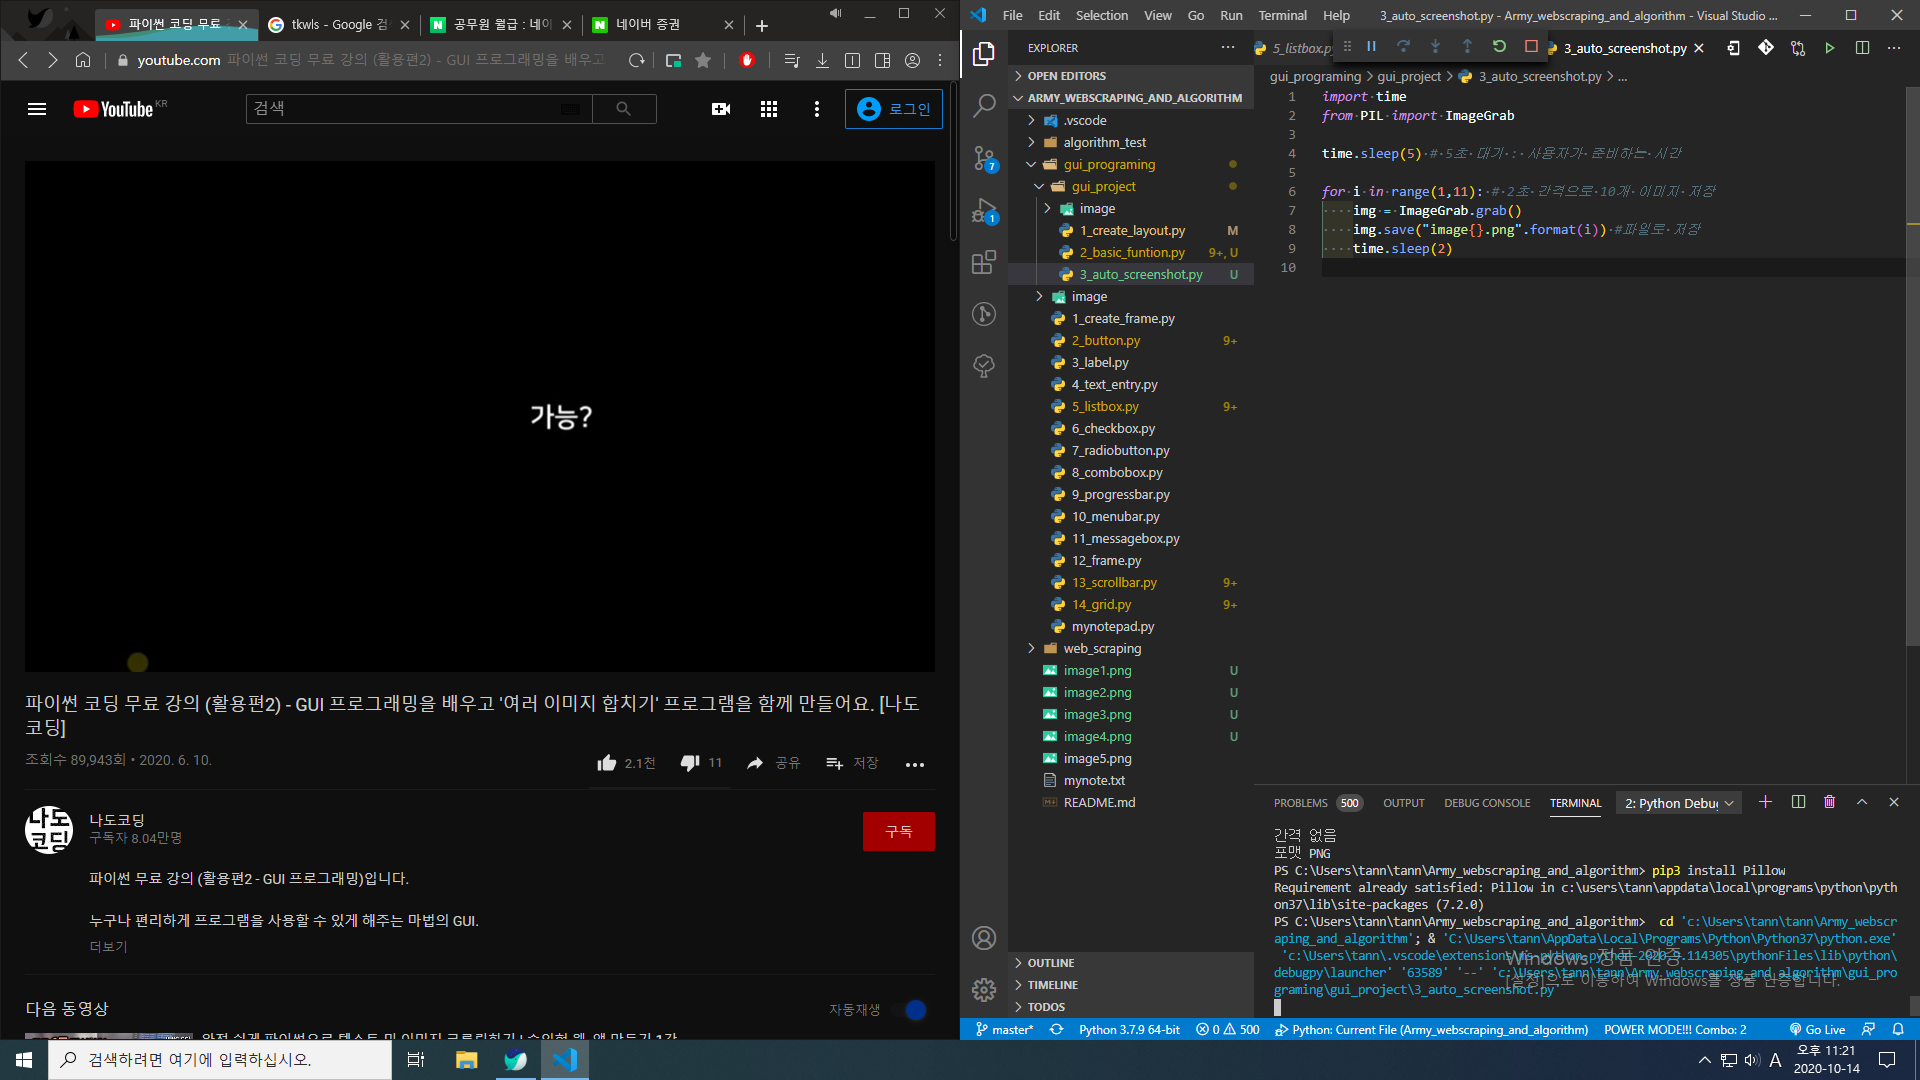 파이썬 코딩 무료
tkwls - Google 검
공무원 월급 : 네이
네이버 증권
youtube.com 파이썬 코딩 무료 강의 (활용편2) - GUI 프로그래밍을 배우고
YouTube KR
검색
로그인
가능?
파이썬 코딩 무료 강의 (활용편2) - GUI 프로그래밍을 배우고 '여러 이미지 합치기' 프로그램을 함께 만들어요. [나도
코딩]
조회수 89,943회 • 2020. 6. 10.
2.1천
11
공유
저장
나도
코딩
나도코딩
구독자 8.04만명
구독
파이썬 무료 강의 (활용편2 - GUI 프로그래밍)입니다.
누구나 편리하게 프로그램을 사용할 수 있게 해주는 마법의 GUI.
더보기
다음 동영상
자동재생
File Edit Selection View Go Run Terminal Help
3_auto_screenshot.py - Army_webscraping_and_algorithm - Visual Studio ...
EXPLORER
OPEN EDITORS
ARMY_WEBSCRAPING_AND_ALGORITHM
.vscode
algorithm_test
gui_programing
gui_project
image
1_create_layout.py M
2_basic_funtion.py 9+, U
3_auto_screenshot.py U
image
1_create_frame.py
2_button.py 9+
3_label.py
4_text_entry.py
5_listbox.py 9+
6_checkbox.py
7_radiobutton.py
8_combobox.py
9_progressbar.py
10_menubar.py
11_messagebox.py
12_frame.py
13_scrollbar.py 9+
14_grid.py 9+
mynotepad.py
web_scraping
image1.png U
image2.png U
image3.png U
image4.png U
image5.png
mynote.txt
README.md
OUTLINE
TIMELINE
TODOS
7
1
5_listbox.py
3_auto_screenshot.py
gui_programing > gui_project > 3_auto_screenshot.py > ...
1 import time
2 from PIL import ImageGrab
3
4 time.sleep(5) # 5초 대기 : 사용자가 준비하는 시간
5
6 for i in range(1,11): # 2초 간격으로 10개 이미지 저장
7 img = ImageGrab.grab()
8 img.save("image{}.png".format(i)) #파일로 저장
9 time.sleep(2)
10
PROBLEMS 500 OUTPUT DEBUG CONSOLE TERMINAL 2: Python Debug
간격 없음
포맷 PNG
PS C:\Users\tann\tann\Army_webscraping_and_algorithm> pip3 install Pillow
Requirement already satisfied: Pillow in c:\users\tann\appdata\local\programs\python\pyth
on37\lib\site-packages (7.2.0)
PS C:\Users\tann\tann\Army_webscraping_and_algorithm> cd 'c:\Users\tann\tann\Army_webscr
aping_and_algorithm'; & 'C:\Users\tann\AppData\Local\Programs\Python\Python37\python.exe'
'c:\Users\tann\.vscode\extensions\ms-python.python-2020.9.114305\pythonFiles\lib\python\
debugpy\launcher' '63589' '--' 'c:\Users\tann\tann\Army_webscraping_and_algorithm\gui_pro
graming\gui_project\3_auto_screenshot.py'
Windows 정품 인증
[설정]으로 이동하여 Windows를 정품 인증합니다.
master* Python 3.7.9 64-bit 0 500 Python: Current File (Army_webscraping_and_algorithm) POWER MODE!!! Combo: 2 Go Live
검색하려면 여기에 입력하십시오.
A
오후 11:21
2020-10-14